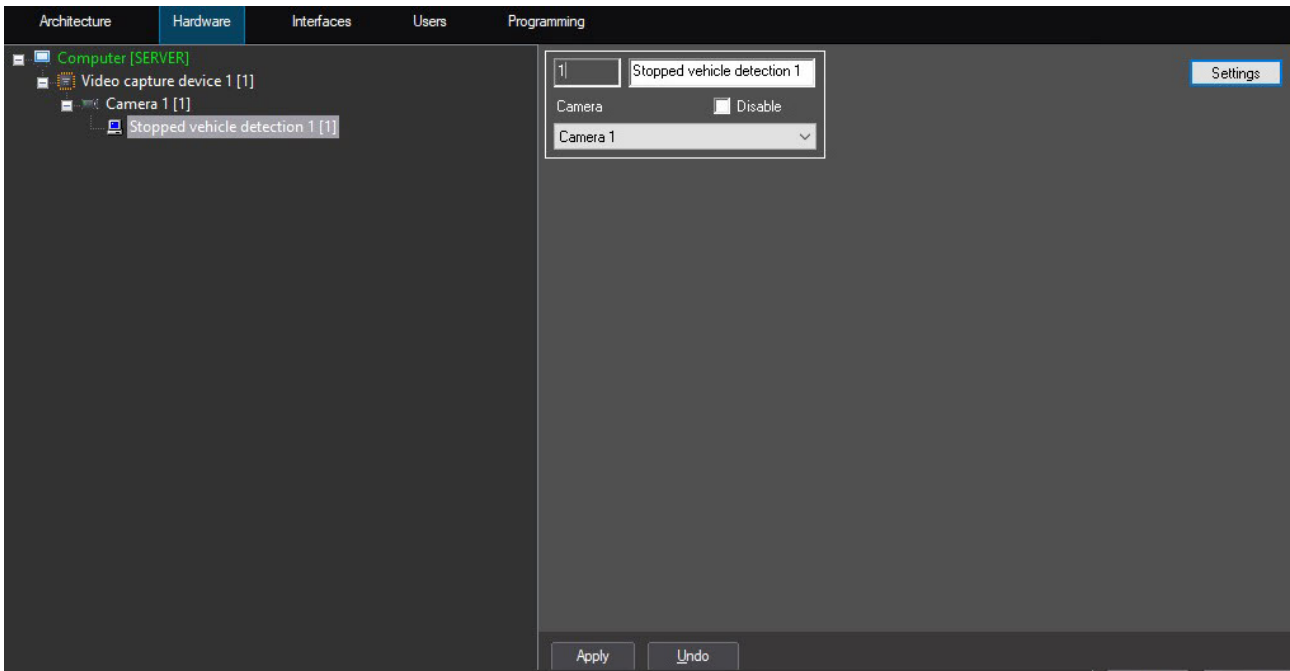 Architecture Hardware Interfaces Users Programming
Computer [SERVER]
Video capture device 1 [1]
Camera 1 [1]
Stopped vehicle detection 1 [1]
1 Stopped vehicle detection 1
Settings
Camera Disable
Camera 1
Apply Undo